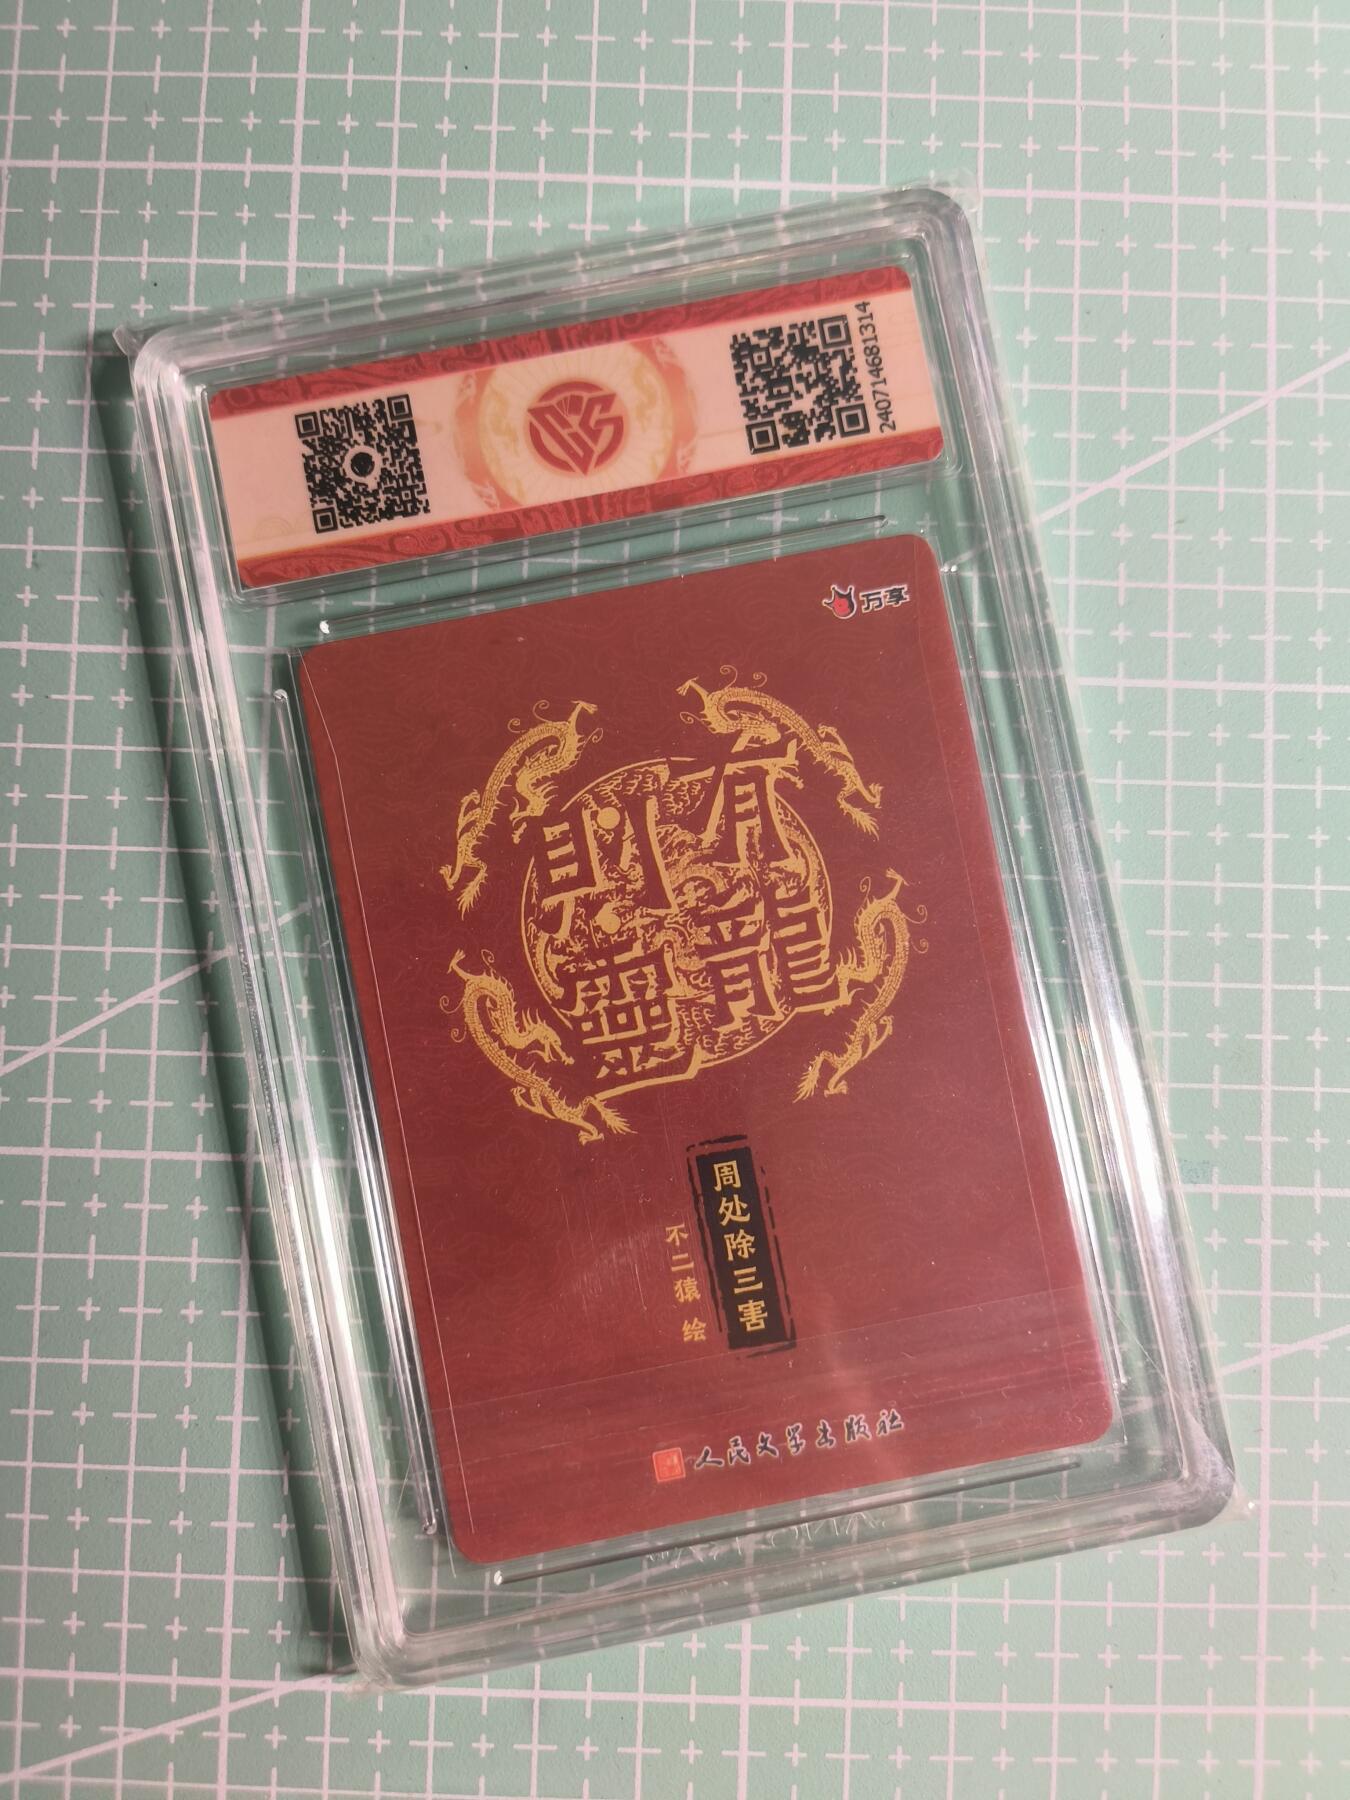 240714681314
万享
有龍
則靈
周处除三害
不二猿 绘
人民文学出版社